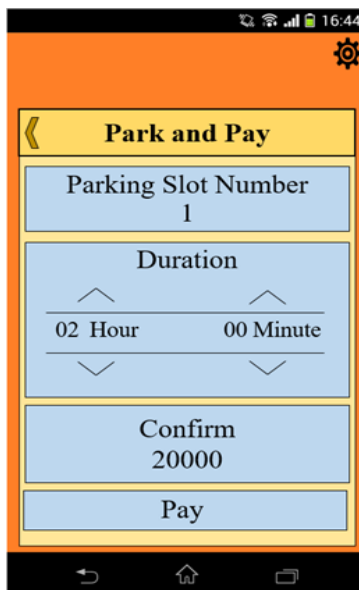 16:44
Park and Pay
Parking Slot Number
1
Duration
02 Hour 00 Minute
Confirm
20000
Pay